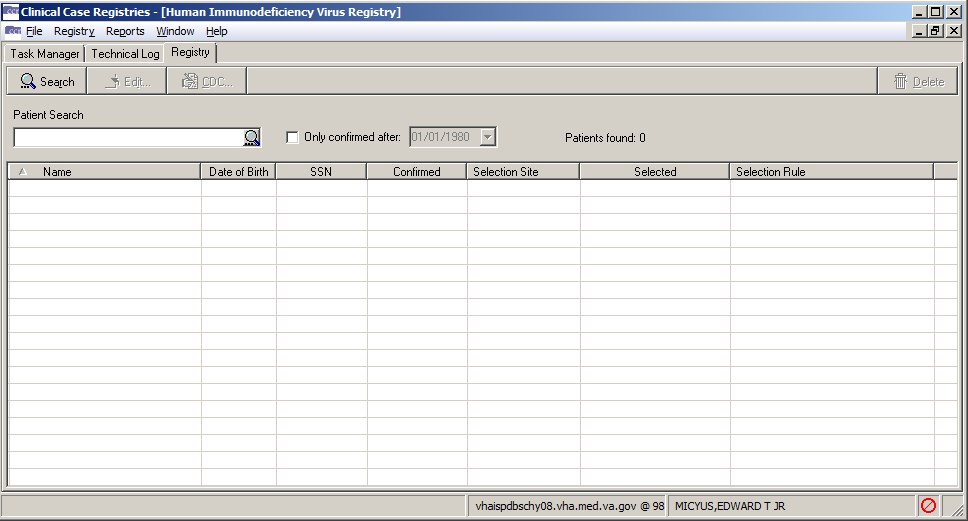 Clinical Case Registries - [Human Immunodeficiency Virus Registry]
File Registry Reports Window Help
Task Manager Technical Log Registry
Search Edit... CDC... Delete
Patient Search
Only confirmed after: 01/01/1980 Patients found: 0
Name Date of Birth SSN Confirmed Selection Site Selected Selection Rule
vhaispdbschy08.vha.med.va.gov @ 98 MICYUS,EDWARD T JR